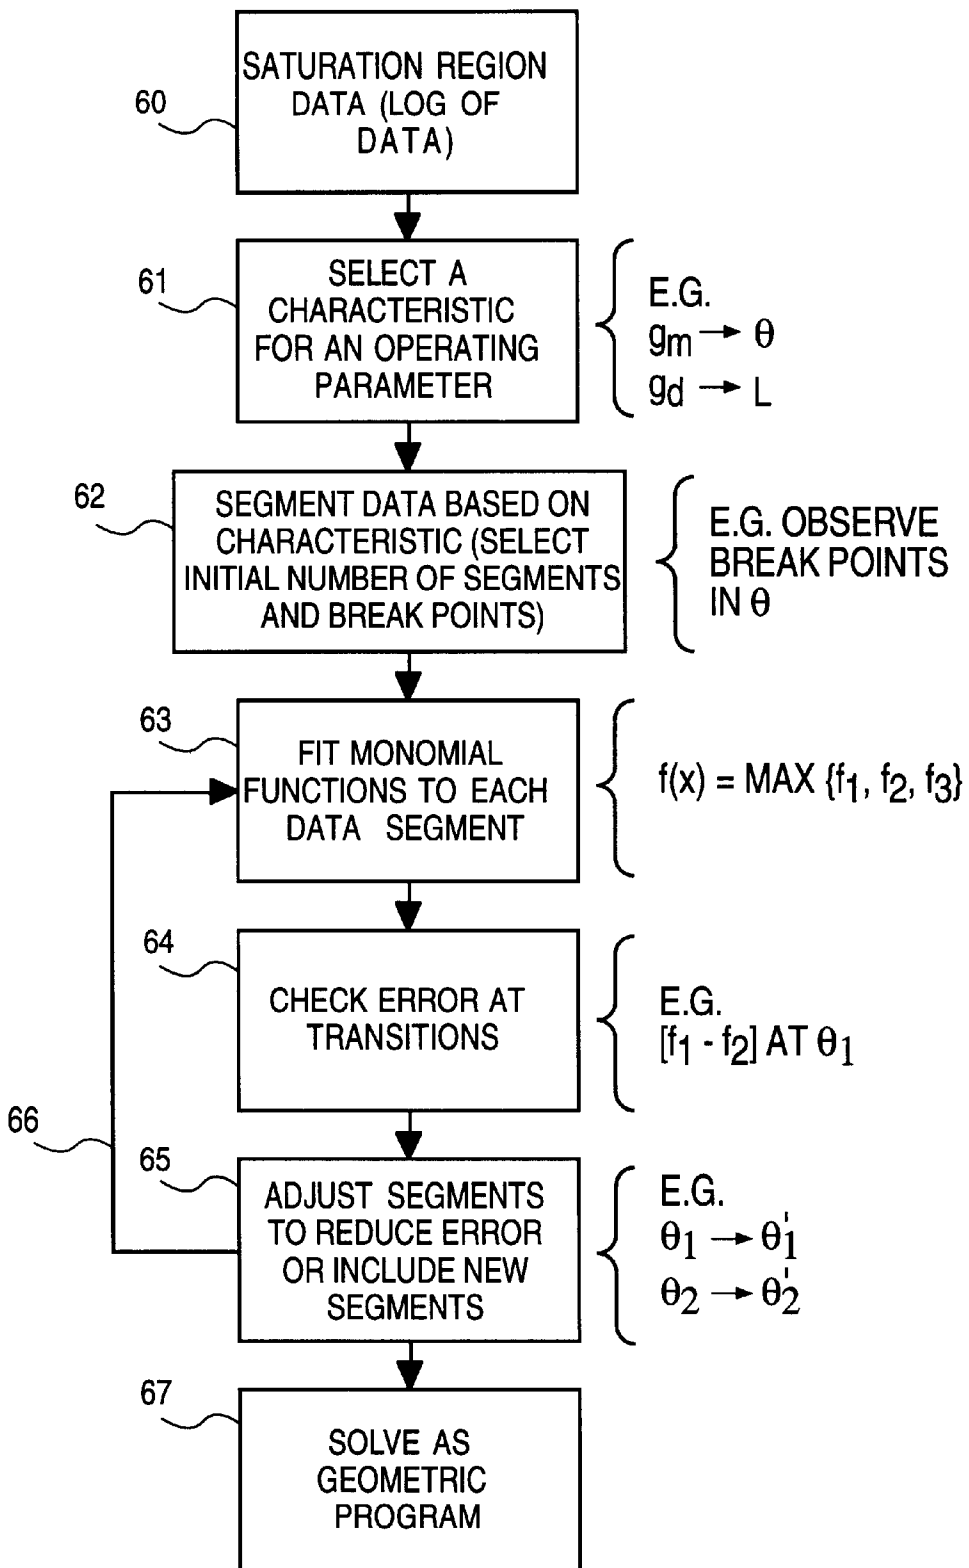 60
SATURATION REGION
DATA (LOG OF
DATA)
61
SELECT A
CHARACTERISTIC
FOR AN OPERATING
PARAMETER
E.G.
gm → θ
gd → L
62
SEGMENT DATA BASED ON
CHARACTERISTIC (SELECT
INITIAL NUMBER OF SEGMENTS
AND BREAK POINTS)
E.G. OBSERVE
BREAK POINTS
IN θ
63
FIT MONOMIAL
FUNCTIONS TO EACH
DATA SEGMENT
f(x) = MAX {f1, f2, f3}
64
CHECK ERROR AT
TRANSITIONS
E.G.
[f1 - f2] AT θ1
66
65
ADJUST SEGMENTS
TO REDUCE ERROR
OR INCLUDE NEW
SEGMENTS
E.G.
θ1 → θ1'
θ2 → θ2'
67
SOLVE AS
GEOMETRIC
PROGRAM